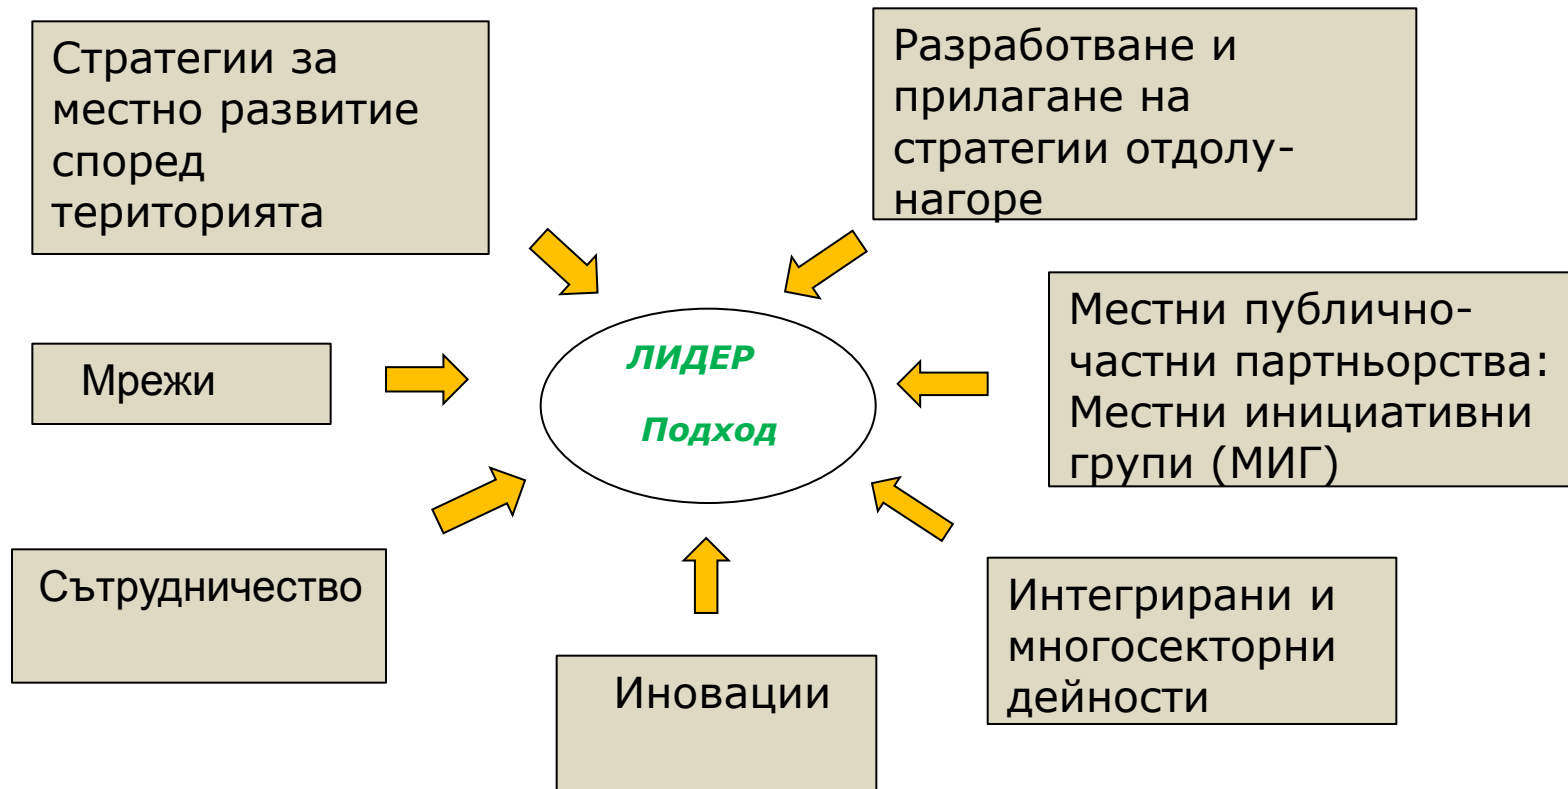 Стратегии за
местно развитие
според
територията
Разработване и
прилагане на
стратегии отдолу-
нагоре
ЛИДЕР
Подход
Мрежи
Местни публично-
частни партньорства:
Местни инициативни
групи (МИГ)
Сътрудничество
Иновации
Интегрирани и
многосекторни
дейности